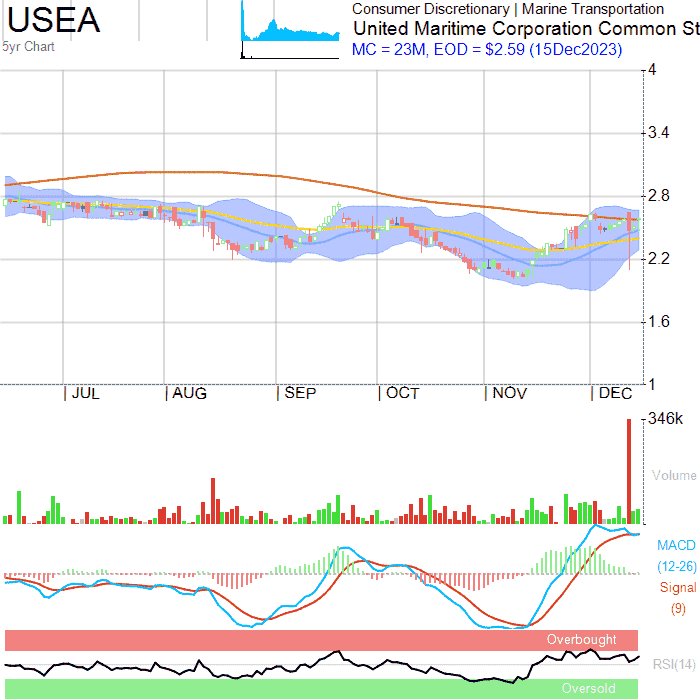 USEA
5yr Chart
Consumer Discretionary | Marine Transportation
United Maritime Corporation Common St
MC = 23M, EOD = $2.59 (15Dec2023)
4
3.4
2.8
2.2
1.6
1
JUL AUG SEP OCT NOV DEC
346k
Volume
MACD
(12-26)
Signal
(9)
Overbought
RSI(14)
Oversold